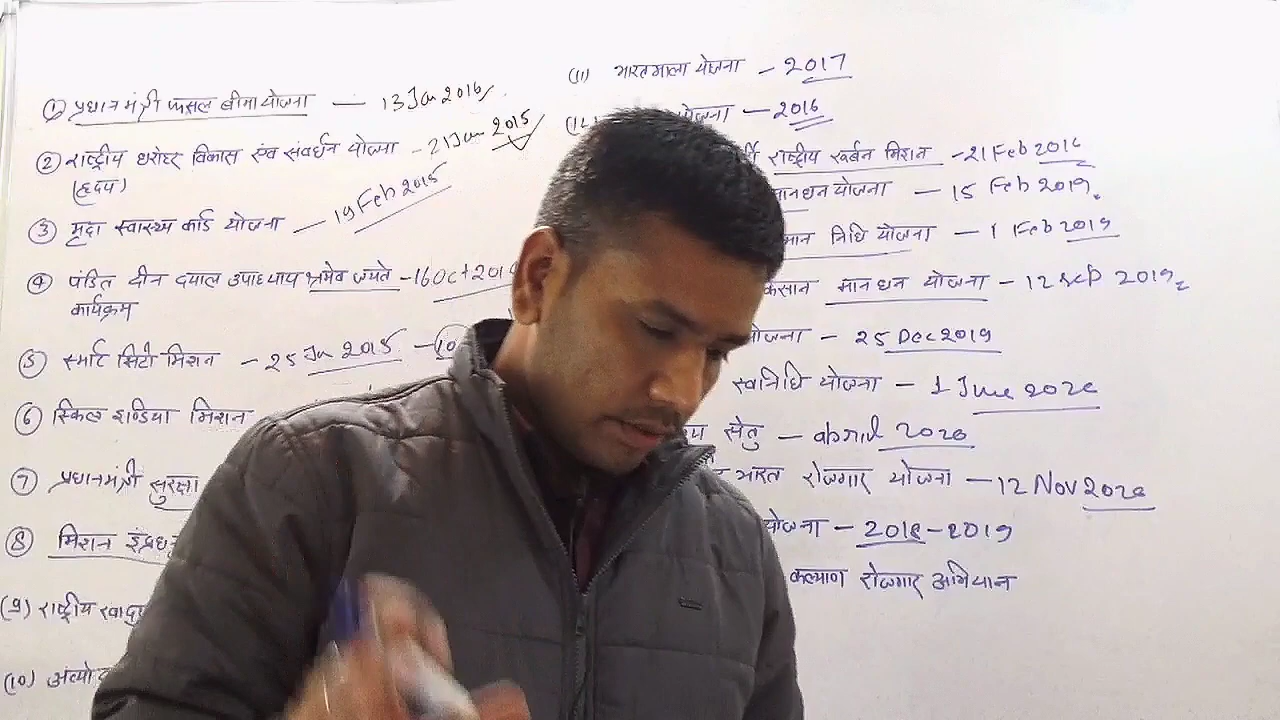 ① प्रधानमंत्री फसल बीमा योजना — 13 Jan 2016
② राष्ट्रीय धरोहर विकास एंव संवर्धन योजना - 21 Jan 2015
(हृदय)
③ मृदा स्वास्थ्य कार्ड योजना — 19 Feb 2015
④ पंडित दीन दयाल उपाध्याय श्रमेव जयते - 16 Oct 201
कार्यक्रम
⑤ स्मार्ट सिटी मिशन - 25 Jun 2015 - (10
⑥ स्किल इण्डिया मिशन
⑦ प्रधानमंत्री सुरक्षा
⑧ मिशन इंद्रध
(9) राष्ट्रीय खाद्य
(10) अंत्यो
(11) भारतमाला योजना - 2017
(12 योजना - 2016
राष्ट्रीय रूर्बन मिशन - 21 Feb 2016
मानधन योजना — 15 Feb 2019
मान निधि योजना — 1 Feb 2019
किसान मानधन योजना - 12 Sep 2019
योजना - 25 Dec 2019
स्वनिधि योजना - 1 June 2020
सेतु - अप्रैल 2020
भारत रोजगार योजना - 12 Nov 2020
योजना - 2018-2019
कल्याण रोजगार अभियान